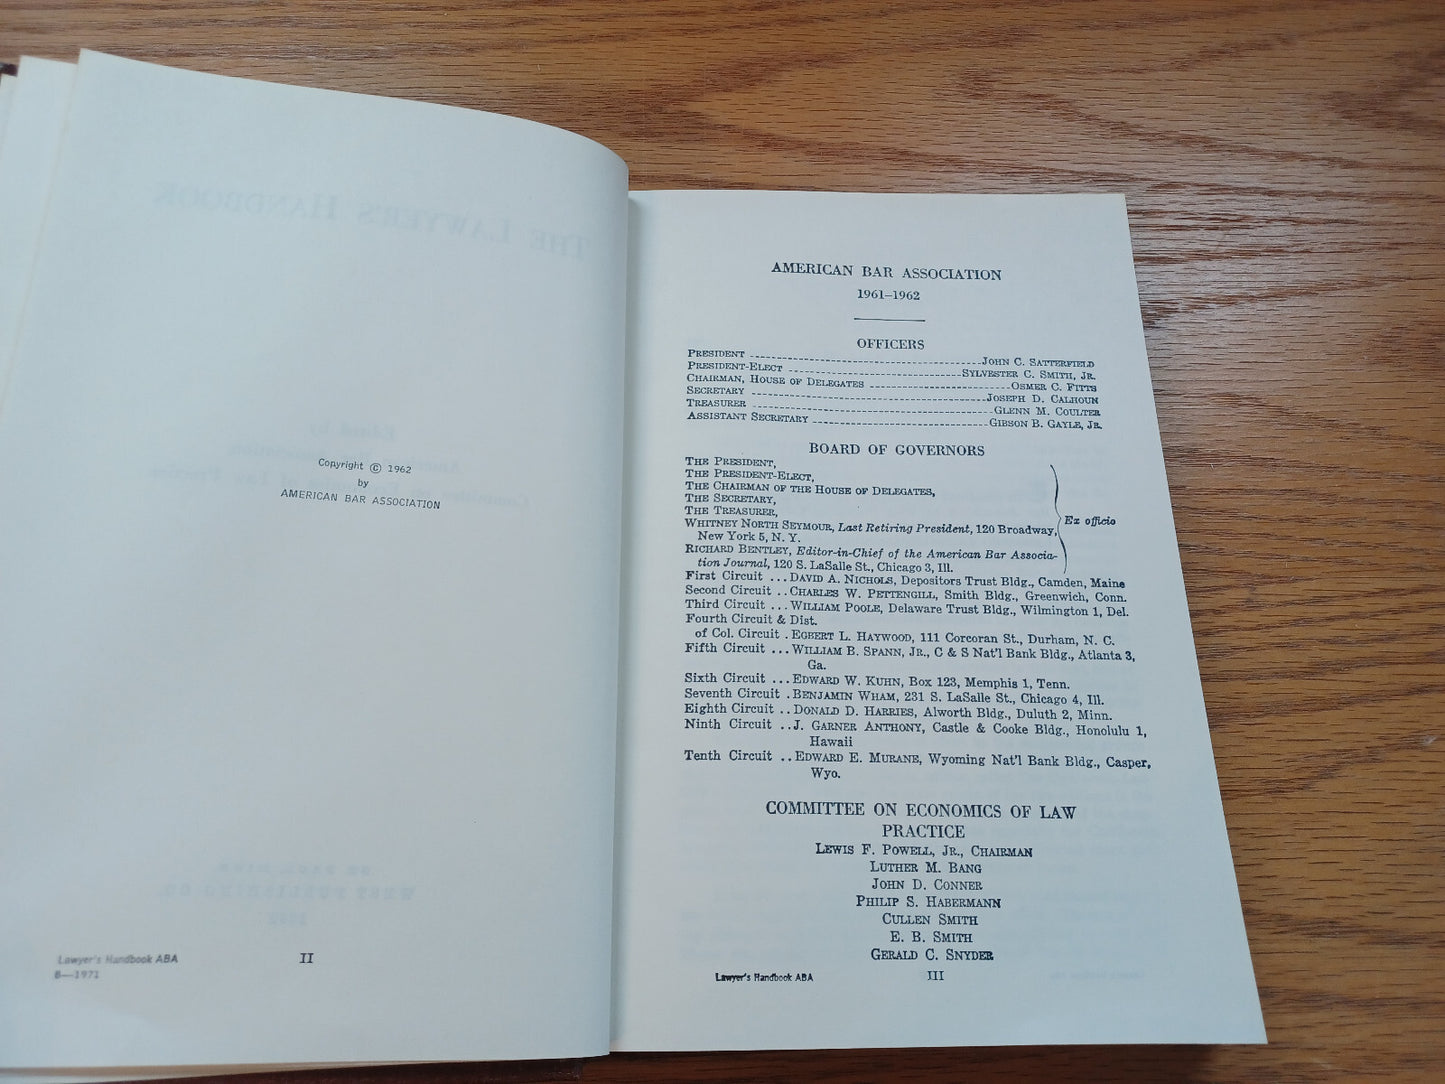 Copyright © 1962
by
AMERICAN BAR ASSOCIATION
Lawyer's Handbook ABA
B—1971
II
AMERICAN BAR ASSOCIATION
1961–1962
OFFICERS
PRESIDENT ---------- JOHN C. SATTERFIELD
PRESIDENT-ELECT ---------- SYLVESTER C. SMITH, JR.
CHAIRMAN, HOUSE OF DELEGATES ---------- OSMER C. FITTS
SECRETARY ---------- JOSEPH D. CALHOUN
TREASURER ---------- GLENN M. COULTER
ASSISTANT SECRETARY ---------- GIBSON B. GAYLE, JR.
BOARD OF GOVERNORS
THE PRESIDENT,
THE PRESIDENT-ELECT,
THE CHAIRMAN OF THE HOUSE OF DELEGATES,
THE SECRETARY,
THE TREASURER,
WHITNEY NORTH SEYMOUR, Last Retiring President, 120 Broadway,
New York 5, N. Y.
Ex officio
RICHARD BENTLEY, Editor-in-Chief of the American Bar Associa-
tion Journal, 120 S. LaSalle St., Chicago 3, Ill.
First Circuit ...DAVID A. NICHOLS, Depositors Trust Bldg., Camden, Maine
Second Circuit ..CHARLES W. PETTENGILL, Smith Bldg., Greenwich, Conn.
Third Circuit ...WILLIAM POOLE, Delaware Trust Bldg., Wilmington 1, Del.
Fourth Circuit & Dist.
of Col. Circuit .EGBERT L. HAYWOOD, 111 Corcoran St., Durham, N. C.
Fifth Circuit ...WILLIAM B. SPANN, JR., C & S Nat'l Bank Bldg., Atlanta 3,
Ga.
Sixth Circuit ...EDWARD W. KUHN, Box 123, Memphis 1, Tenn.
Seventh Circuit .BENJAMIN WHAM, 231 S. LaSalle St., Chicago 4, Ill.
Eighth Circuit ..DONALD D. HARRIES, Alworth Bldg., Duluth 2, Minn.
Ninth Circuit ..J. GARNER ANTHONY, Castle & Cooke Bldg., Honolulu 1,
Hawaii
Tenth Circuit ..EDWARD E. MURANE, Wyoming Nat'l Bank Bldg., Casper,
Wyo.
COMMITTEE ON ECONOMICS OF LAW
PRACTICE
LEWIS F. POWELL, JR., CHAIRMAN
LUTHER M. BANG
JOHN D. CONNER
PHILIP S. HABERMANN
CULLEN SMITH
E. B. SMITH
GERALD C. SNYDER
Lawyer's Handbook ABA
III